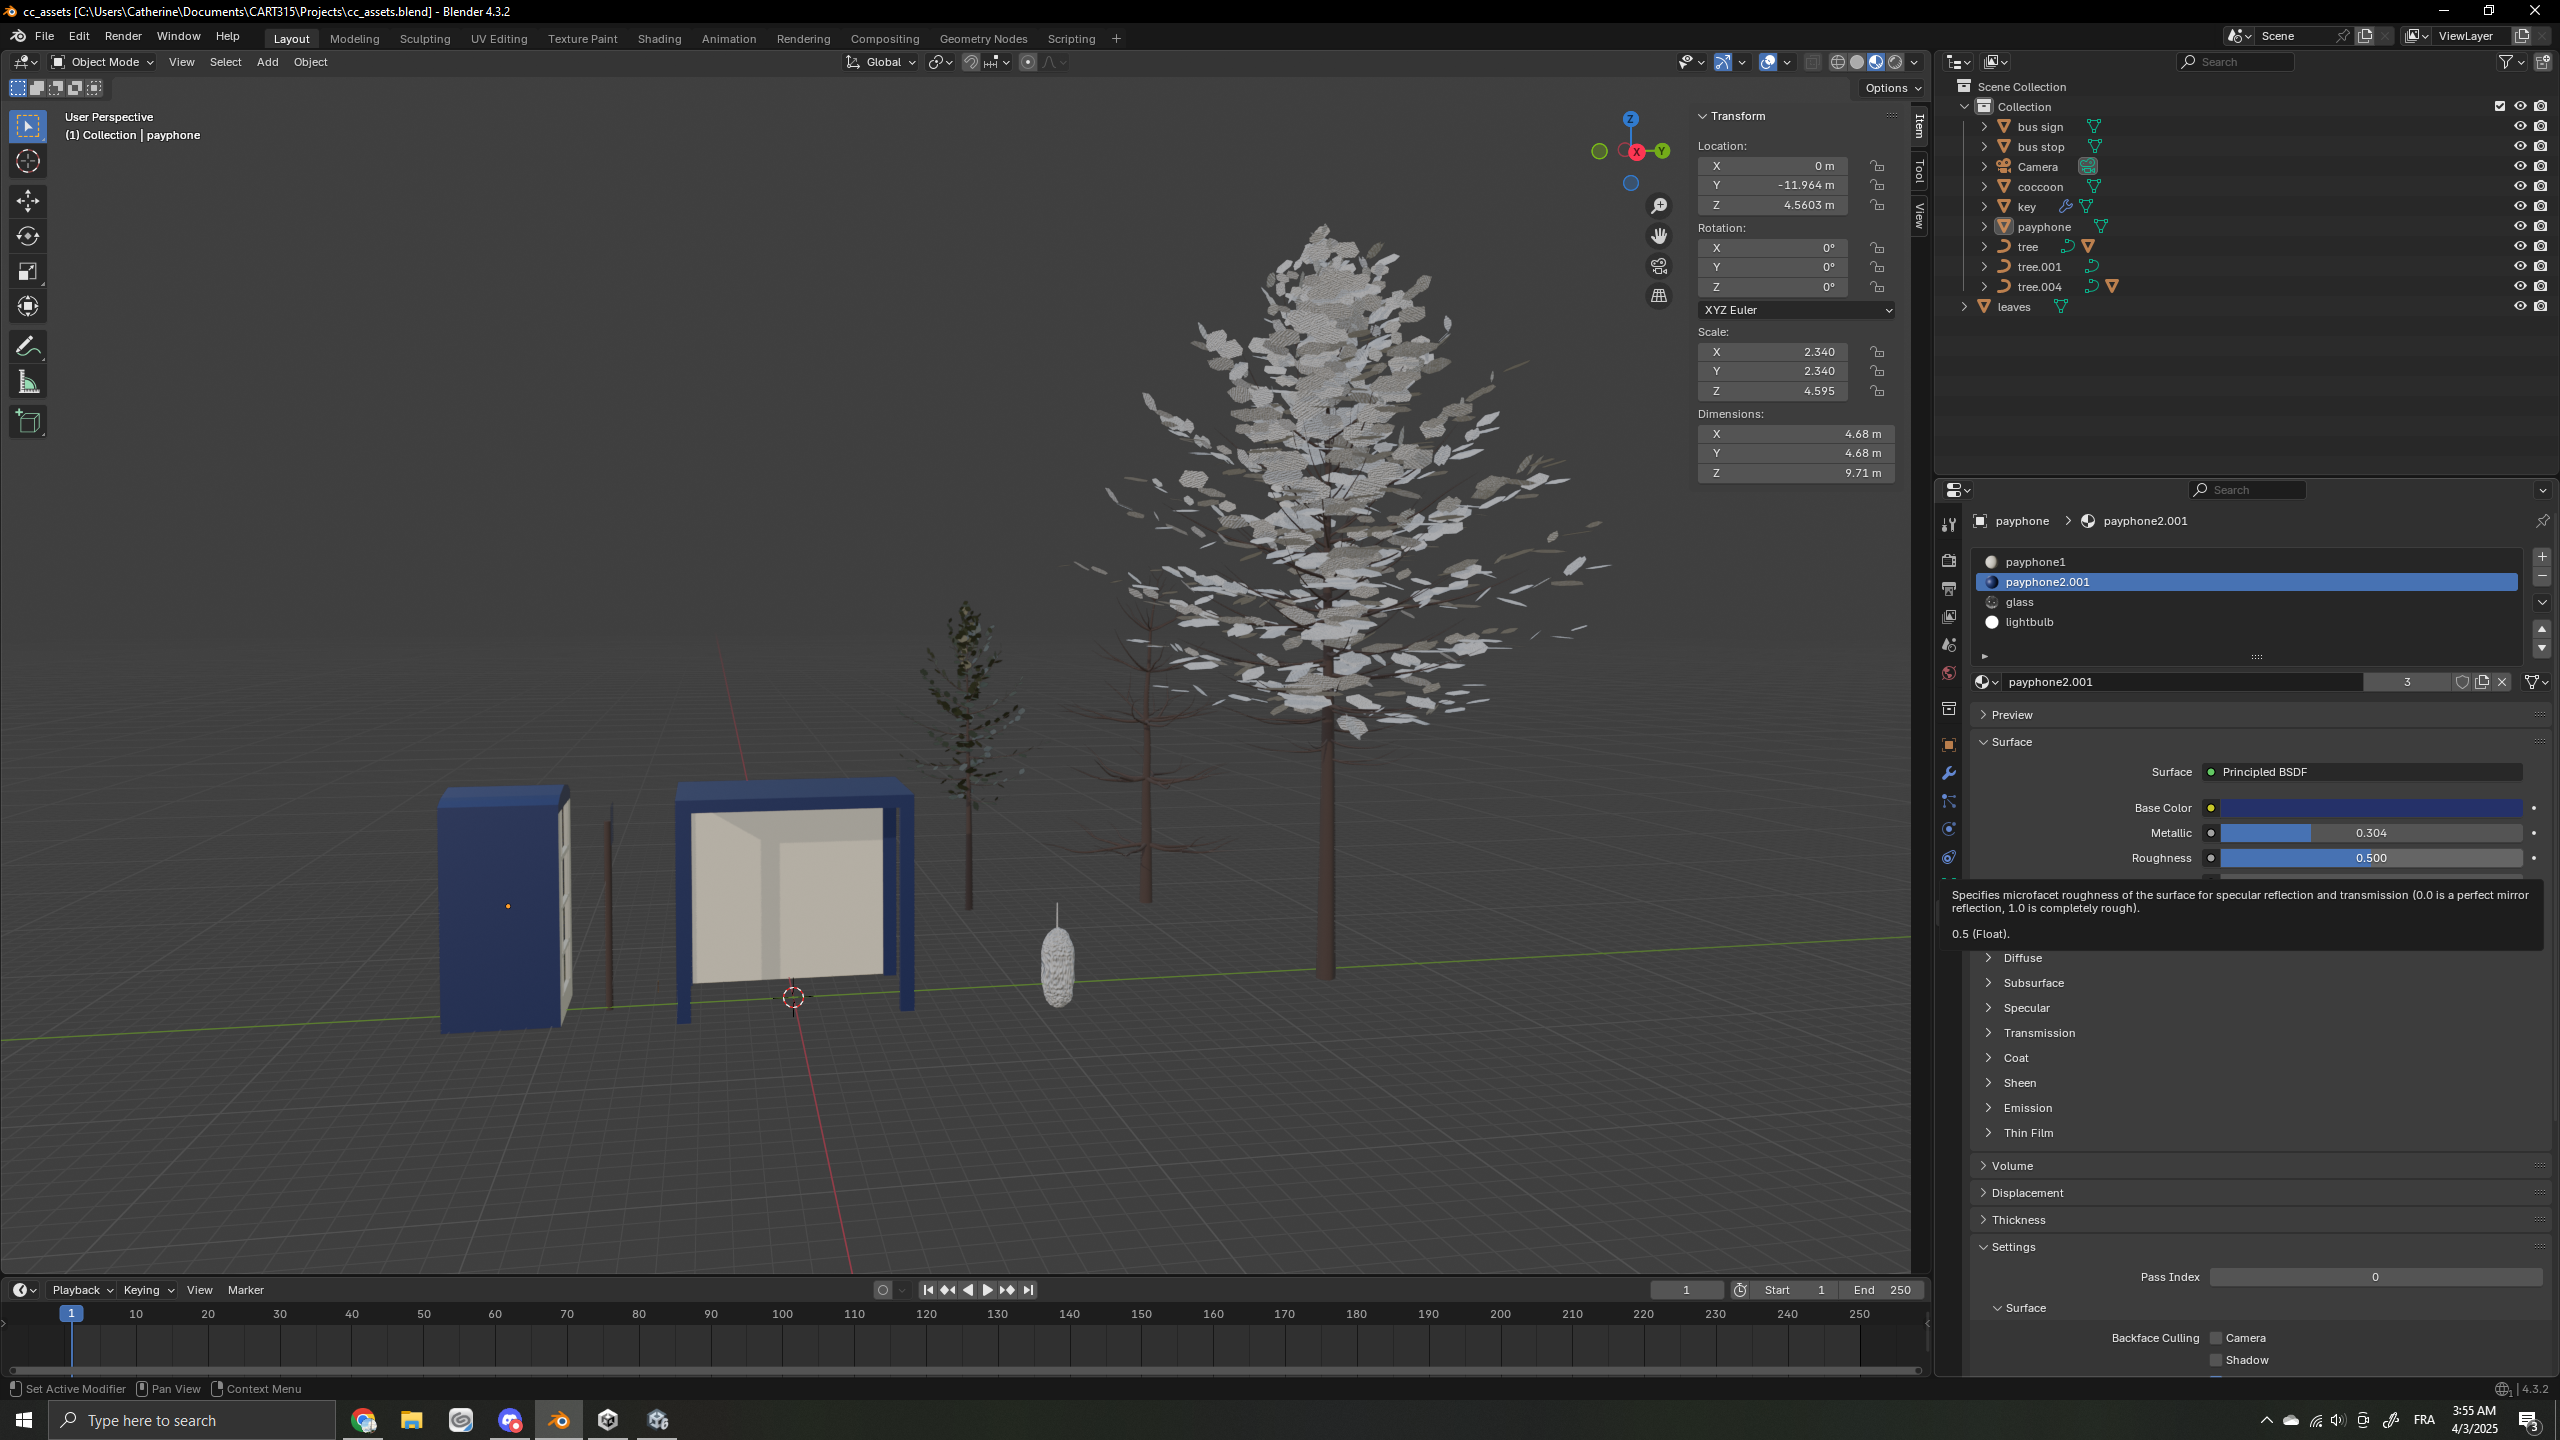 cc_assets [C:\Users\Catherine\Documents\CART315\Projects\cc_assets.blend] - Blender 4.3.2
File Edit Render Window Help Layout Modeling Sculpting UV Editing Texture Paint Shading Animation Rendering Compositing Geometry Nodes Scripting + Scene ViewLayer
Object Mode View Select Add Object Global
Options
User Perspective
(1) Collection | payphone
Z
X
Y
Transform
Location:
X 0 m
Y -11.964 m
Z 4.5603 m
Rotation:
X 0°
Y 0°
Z 0°
XYZ Euler
Scale:
X 2.340
Y 2.340
Z 4.595
Dimensions:
X 4.68 m
Y 4.68 m
Z 9.71 m
Item
Tool
View
Search
Scene Collection
Collection
bus sign
bus stop
Camera
coccoon
key
payphone
tree
tree.001
tree.004
leaves
Search
payphone > payphone2.001
payphone1
payphone2.001
glass
lightbulb
payphone2.001 3
Preview
Surface
Surface Principled BSDF
Base Color
Metallic 0.304
Roughness 0.500
Specifies microfacet roughness of the surface for specular reflection and transmission (0.0 is a perfect mirror
reflection, 1.0 is completely rough).
0.5 (Float).
Diffuse
Subsurface
Specular
Transmission
Coat
Sheen
Emission
Thin Film
Volume
Displacement
Thickness
Settings
Pass Index 0
Surface
Backface Culling Camera
Shadow
Playback Keying View Marker 1 Start 1 End 250
1 10 20 30 40 50 60 70 80 90 100 110 120 130 140 150 160 170 180 190 200 210 220 230 240 250
Set Active Modifier Pan View Context Menu 4.3.2
Type here to search
FRA
3:55 AM
4/3/2025
3